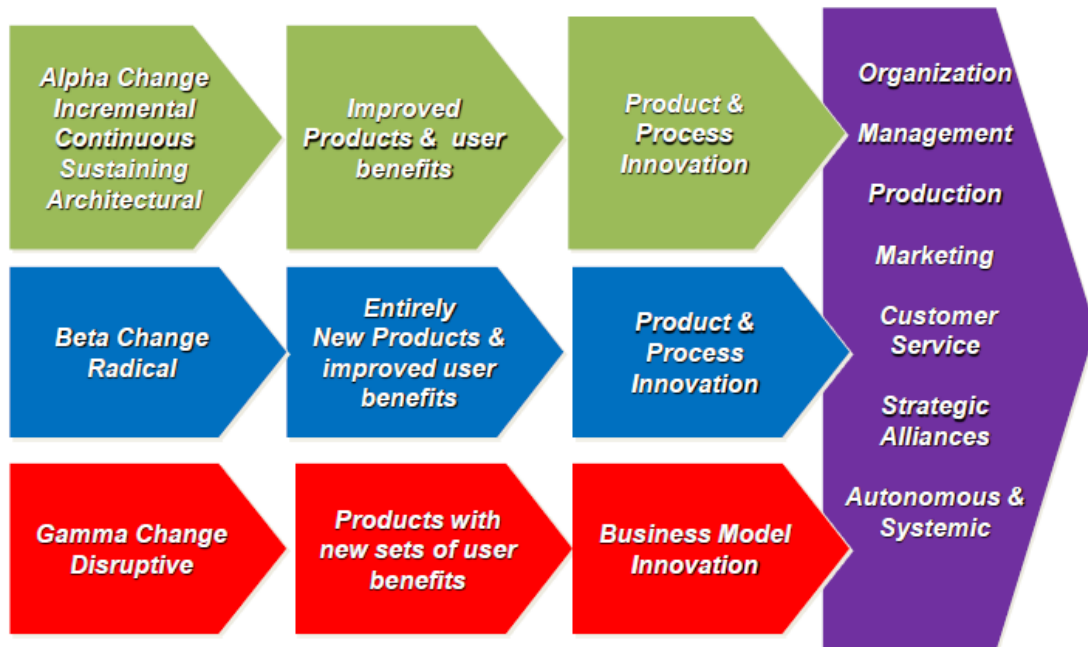 Alpha Change
Incremental
Continuous
Sustaining
Architectural
Improved
Products & user
benefits
Product &
Process
Innovation
Beta Change
Radical
Entirely
New Products &
improved user
benefits
Product &
Process
Innovation
Gamma Change
Disruptive
Products with
new sets of user
benefits
Business Model
Innovation
Organization
Management
Production
Marketing
Customer
Service
Strategic
Alliances
Autonomous &
Systemic